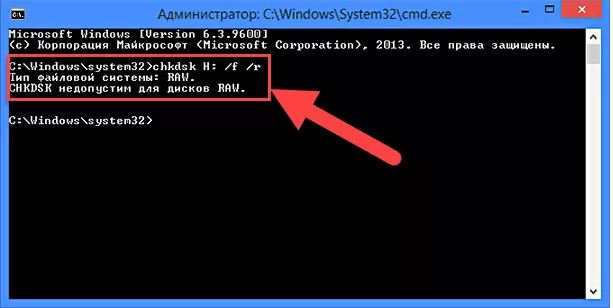 Администратор: C:\Windows\System32\cmd.exe
Microsoft Windows [Version 6.3.9600]
(c) Корпорация Майкрософт (Microsoft Corporation), 2013. Все права защищены.
C:\Windows\system32>chkdsk H: /f /r
Тип файловой системы: RAW.
CHKDSK недопустим для дисков RAW.
C:\Windows\system32>